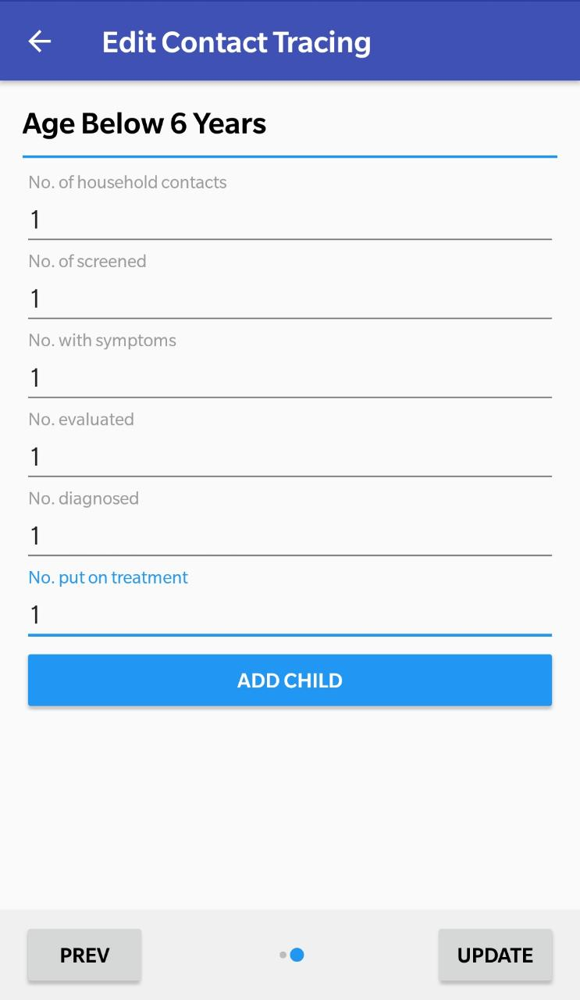 Edit Contact Tracing
Age Below 6 Years
No. of household contacts
1
No. of screened
1
No. with symptoms
1
No. evaluated
1
No. diagnosed
1
No. put on treatment
1
ADD CHILD
PREV
UPDATE